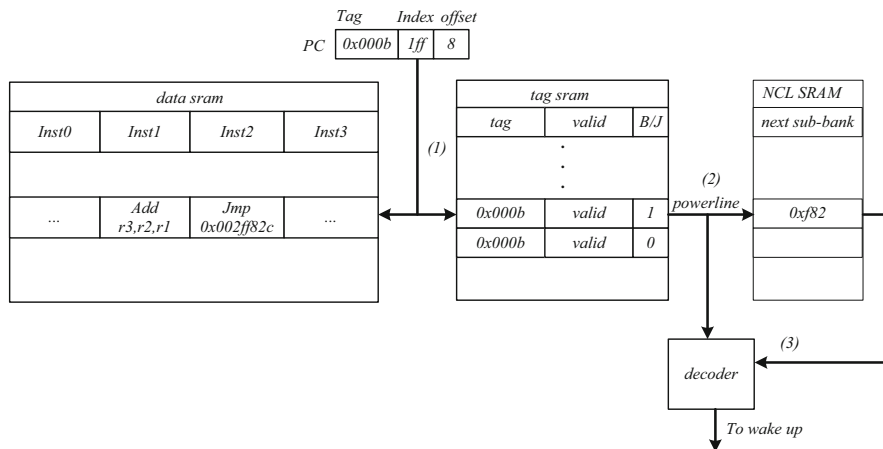 Tag Index offset
PC 0x000b 1ff 8
data sram
Inst0 Inst1 Inst2 Inst3
... Add r3,r2,r1 Jmp 0x002ff82c ...
(1)
tag sram
tag valid B/J
.
.
.
0x000b valid 1
0x000b valid 0
(2)
powerline
NCL SRAM
next sub-bank
0xf82
(3)
decoder
To wake up